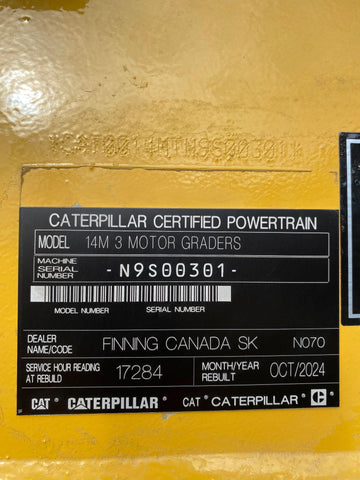 *CAT0014MTN9S00301*
CATERPILLAR CERTIFIED POWERTRAIN
MODEL 14M 3 MOTOR GRADERS
MACHINE SERIAL NUMBER -N9S00301-
MODEL NUMBER SERIAL NUMBER
DEALER NAME/CODE FINNING CANADA SK N070
SERVICE HOUR READING AT REBUILD 17284 MONTH/YEAR REBUILT OCT/2024
CAT® CATERPILLAR CAT® CATERPILLAR C